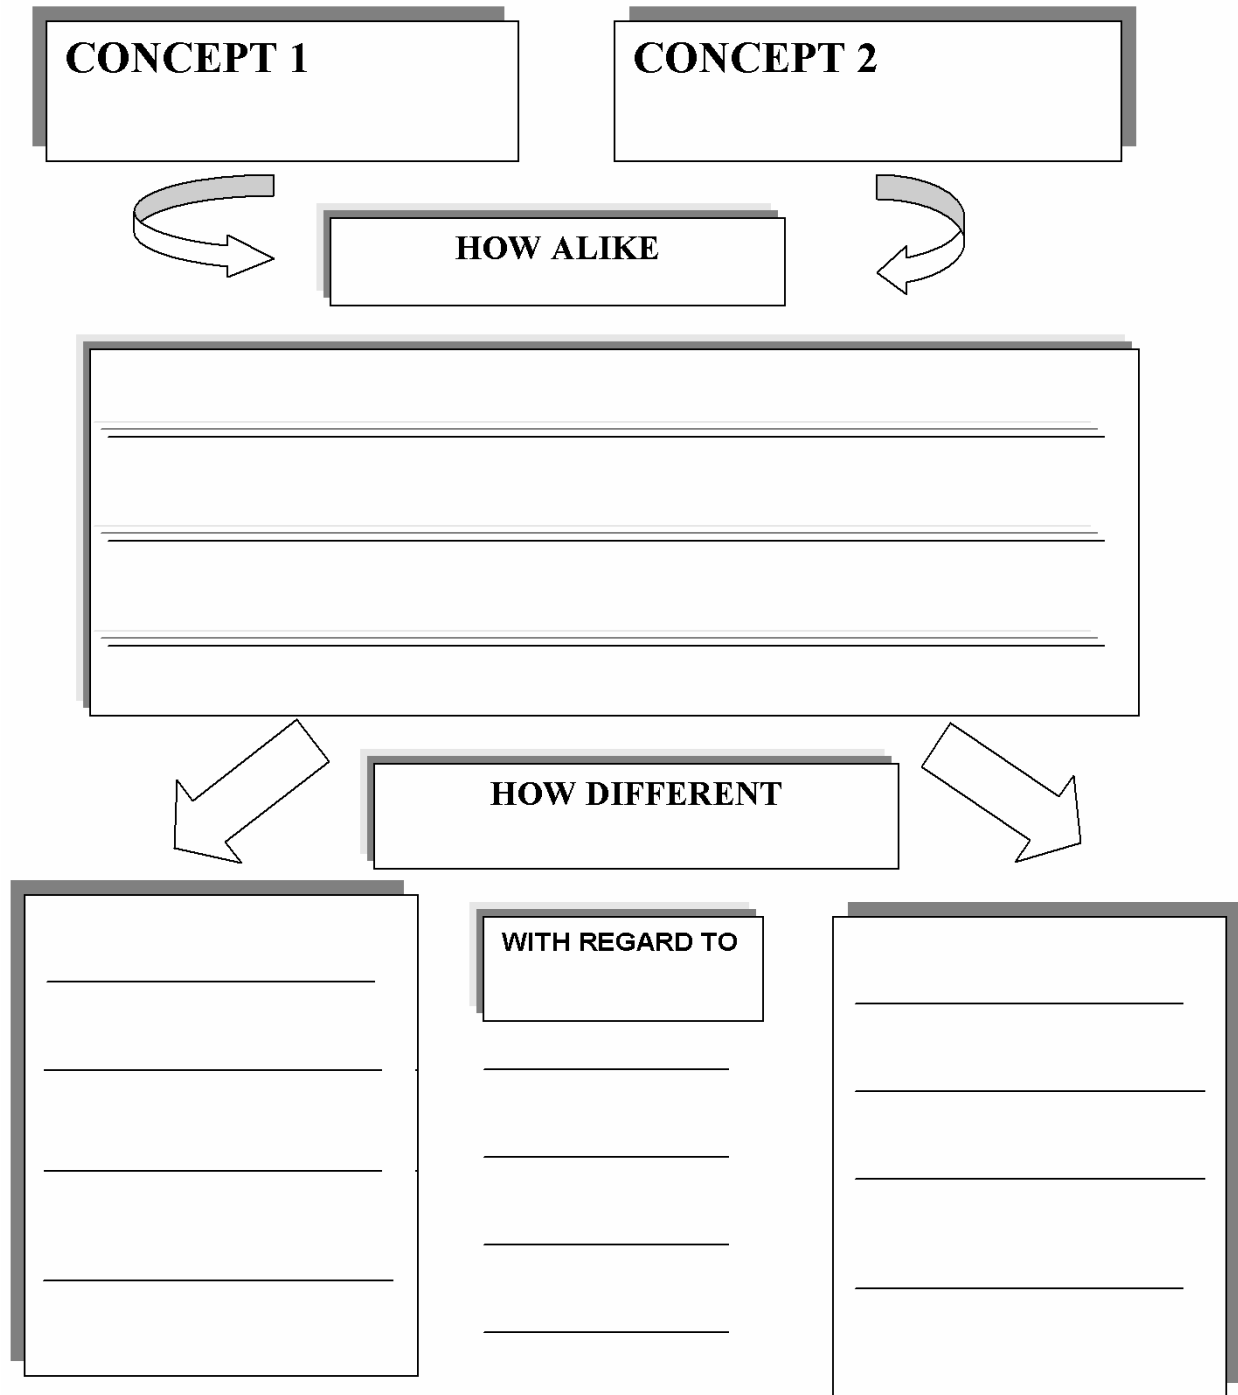 CONCEPT 1
CONCEPT 2
HOW ALIKE
HOW DIFFERENT
WITH REGARD TO